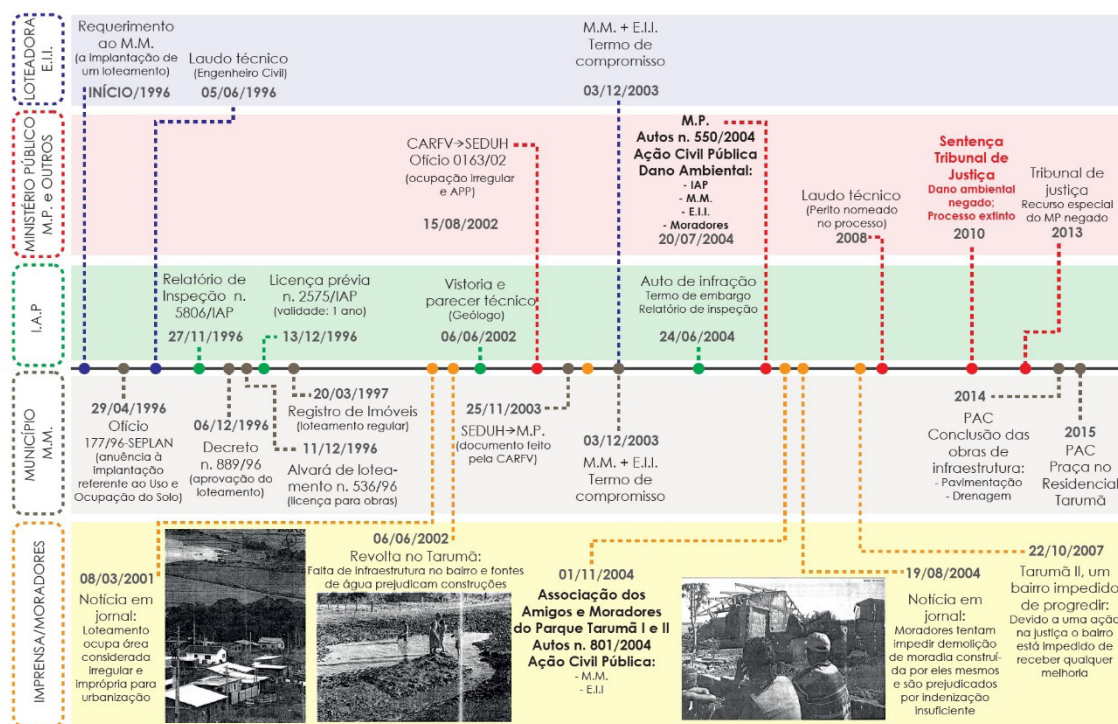 LOTEADORA
E.I.I.
Requerimento
ao M.M.
(a implantação de
um loteamento)
INÍCIO/1996
Laudo técnico
(Engenheiro Civil)
05/06/1996
M.M. + E.I.I.
Termo de
compromisso
03/12/2003
MINISTÉRIO PÚBLICO
M.P. e OUTROS
CARFV→SEDUH
Ofício 0163/02
(ocupação irregular
e APP)
15/08/2002
M.P.
Autos n. 550/2004
Ação Civil Pública
Dano Ambiental:
- IAP
- M.M.
- E.I.I.
- Moradores
20/07/2004
Laudo técnico
(Perito nomeado
no processo)
2008
Sentença
Tribunal de
Justiça
Dano ambiental
negado;
Processo extinto
2010
Tribunal de
justiça
Recurso especial
do MP negado
2013
I.A.P
Relatório de
Inspeção n.
5806/IAP
27/11/1996
Licença prévia
n. 2575/IAP
(validade: 1 ano)
13/12/1996
Vistoria e
parecer técnico
(Geólogo)
06/06/2002
Auto de infração
Termo de embargo
Relatório de inspeção
24/06/2004
MUNICÍPIO
M.M.
29/04/1996
Ofício
177/96-SEPLAN
(anuência à
implantação
referente ao Uso e
Ocupação do Solo)
06/12/1996
Decreto
n. 889/96
(aprovação do
loteamento)
20/03/1997
Registro de Imóveis
(loteamento regular)
11/12/1996
Alvará de lotea-
mento n. 536/96
(licença para obras)
25/11/2003
SEDUH→M.P.
(documento feito
pela CARFV)
03/12/2003
M.M. + E.I.I.
Termo de
compromisso
2014
PAC
Conclusão das
obras de
infraestrutura:
- Pavimentação
- Drenagem
2015
PAC
Praça no
Residencial
Tarumã
IMPRENSA/MORADORES
08/03/2001
Notícia em
jornal:
Loteamento
ocupa área
considerada
irregular e
imprópria para
urbanização
06/06/2002
Revolta no Tarumã:
Falta de infraestrutura no bairro e fontes
de água prejudicam construções
01/11/2004
Associação dos
Amigos e Moradores
do Parque Tarumã I e II
Autos n. 801/2004
Ação Civil Pública:
- M.M.
- E.I.I
19/08/2004
Notícia em
jornal:
Moradores tentam
impedir demolição
de moradia construí-
da por eles mesmos
e são prejudicados
por indenização
insuficiente
22/10/2007
Tarumã II, um
bairro impedido
de progredir:
Devido a uma ação
na justiça o bairro
está impedido de
receber qualquer
melhoria